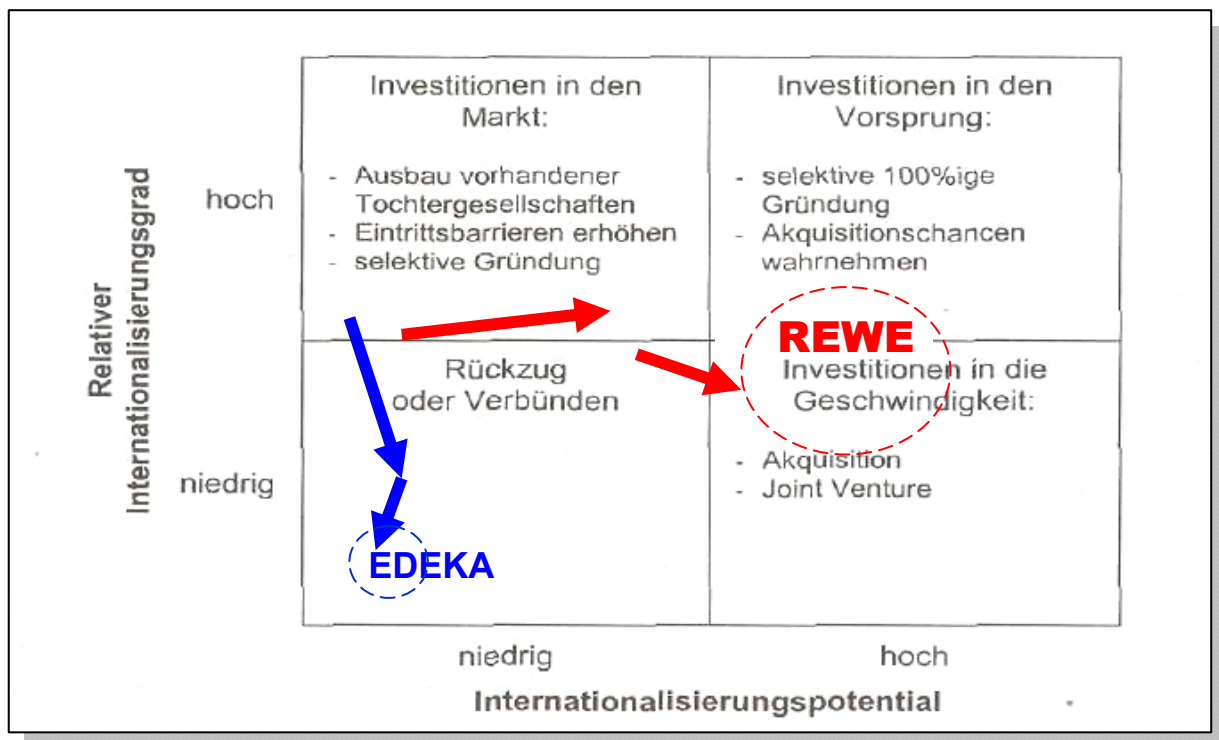 Investitionen in den
Markt:
- Ausbau vorhandener
Tochtergesellschaften
- Eintrittsbarrieren erhöhen
- selektive Gründung
Investitionen in den
Vorsprung:
- selektive 100%ige
Gründung
- Akquisitionschancen
wahrnehmen
Relativer
Internationalisierungsgrad
hoch
niedrig
Rückzug
oder Verbünden
EDEKA
REWE
Investitionen in die
Geschwindigkeit:
- Akquisition
- Joint Venture
niedrig
hoch
Internationalisierungspotential